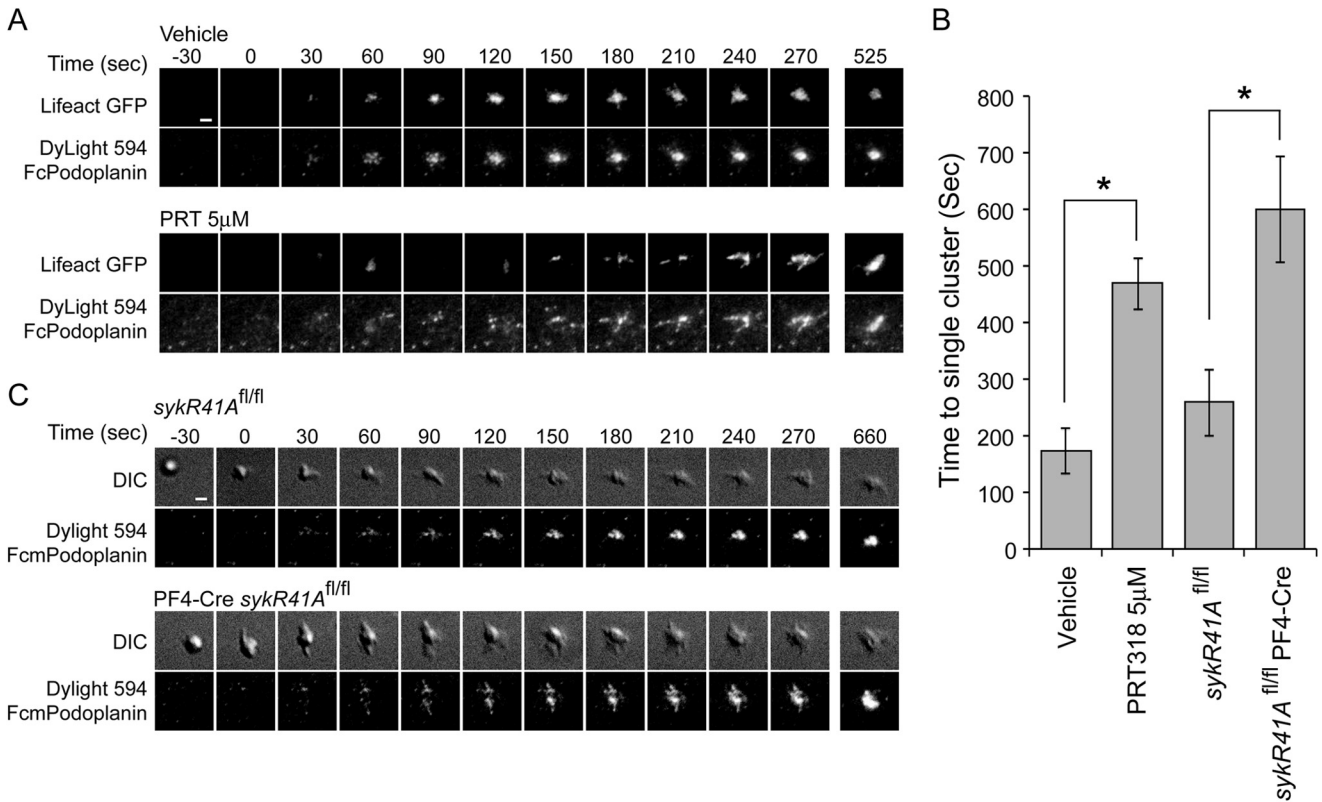 A
Vehicle
Time (sec) -30 0 30 60 90 120 150 180 210 240 270 525
Lifeact GFP
DyLight 594
FcPodoplanin
PRT 5μM
Lifeact GFP
DyLight 594
FcPodoplanin
C
sykR41A fl/fl
Time (sec) -30 0 30 60 90 120 150 180 210 240 270 660
DIC
Dylight 594
FcmPodoplanin
PF4-Cre sykR41A fl/fl
DIC
Dylight 594
FcmPodoplanin
B
Time to single cluster (Sec)
800
700
600
500
400
300
200
100
0
*
*
Vehicle
PRT318 5μM
sykR41A fl/fl
sykR41A fl/fl PF4-Cre